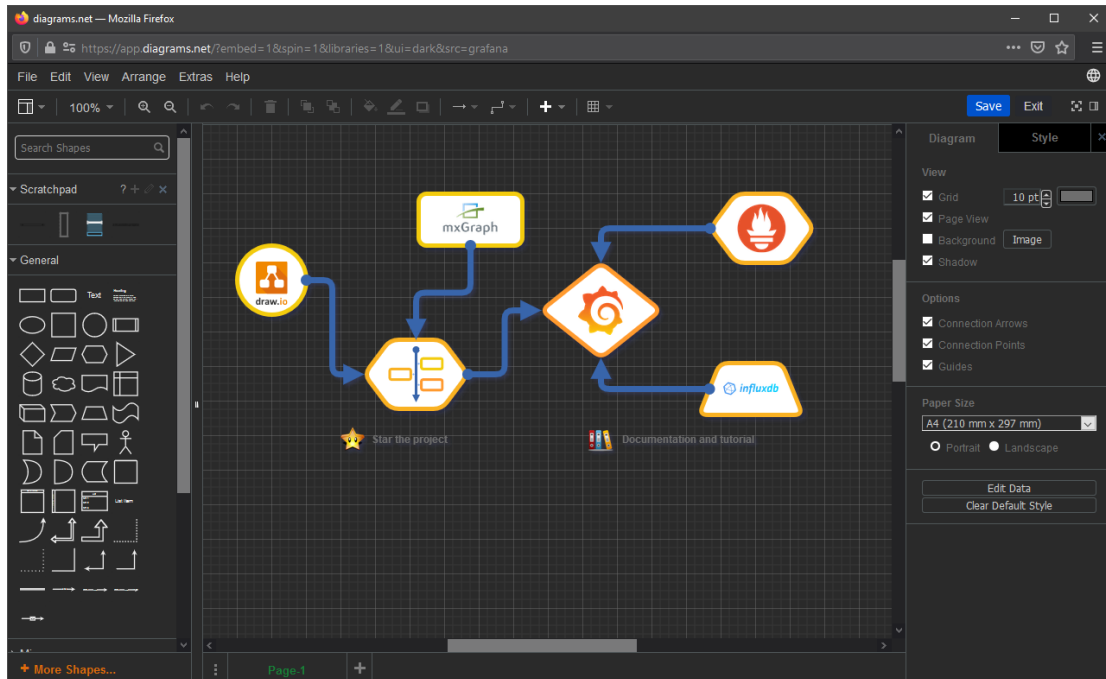 diagrams.net — Mozilla Firefox
https://app.diagrams.net/?embed=1&spin=1&libraries=1&ui=dark&src=grafana
File Edit View Arrange Extras Help
100%
Save Exit
Search Shapes
Scratchpad
?
General
Text
Heading
List Item
+ More Shapes...
mxGraph
draw.io
influxdb
Star the project
Documentation and tutorial
Page-1
Diagram Style
View
Grid 10 pt
Page View
Background Image
Shadow
Options
Connection Arrows
Connection Points
Guides
Paper Size
A4 (210 mm x 297 mm)
Portrait Landscape
Edit Data
Clear Default Style